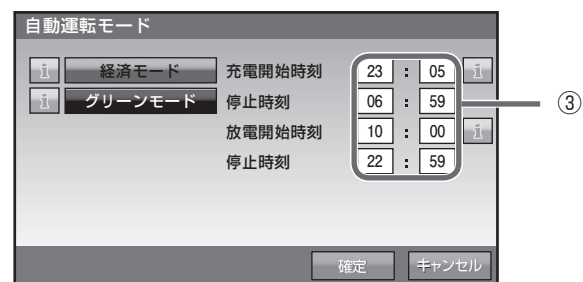 自動運転モード
i 経済モード 充電開始時刻 23 : 05 i
i グリーンモード 停止時刻 06 : 59 ③
放電開始時刻 10 : 00 i
停止時刻 22 : 59
確定 キャンセル